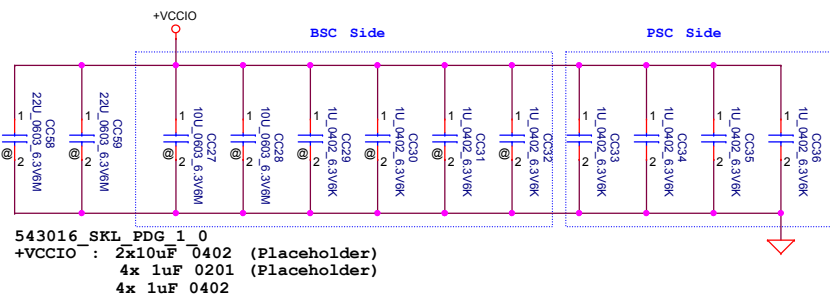 +VCCIO
BSC Side
PSC Side
1
22U_0603_6.3V6M
CC58
@
2
1
22U_0603_6.3V6M
CC59
@
2
1
10U_0603_6.3V6M
CC27
@
2
1
10U_0603_6.3V6M
CC28
@
2
1
1U_0402_6.3V6K
CC29
@
2
1
1U_0402_6.3V6K
CC30
@
2
1
1U_0402_6.3V6K
CC31
@
2
1
1U_0402_6.3V6K
CC32
@
2
1
1U_0402_6.3V6K
CC33
2
1
1U_0402_6.3V6K
CC34
2
1
1U_0402_6.3V6K
CC35
2
1
1U_0402_6.3V6K
CC36
@
2
543016_SKL_PDG_1_0
+VCCIO : 2x10uF 0402 (Placeholder)
4x 1uF 0201 (Placeholder)
4x 1uF 0402